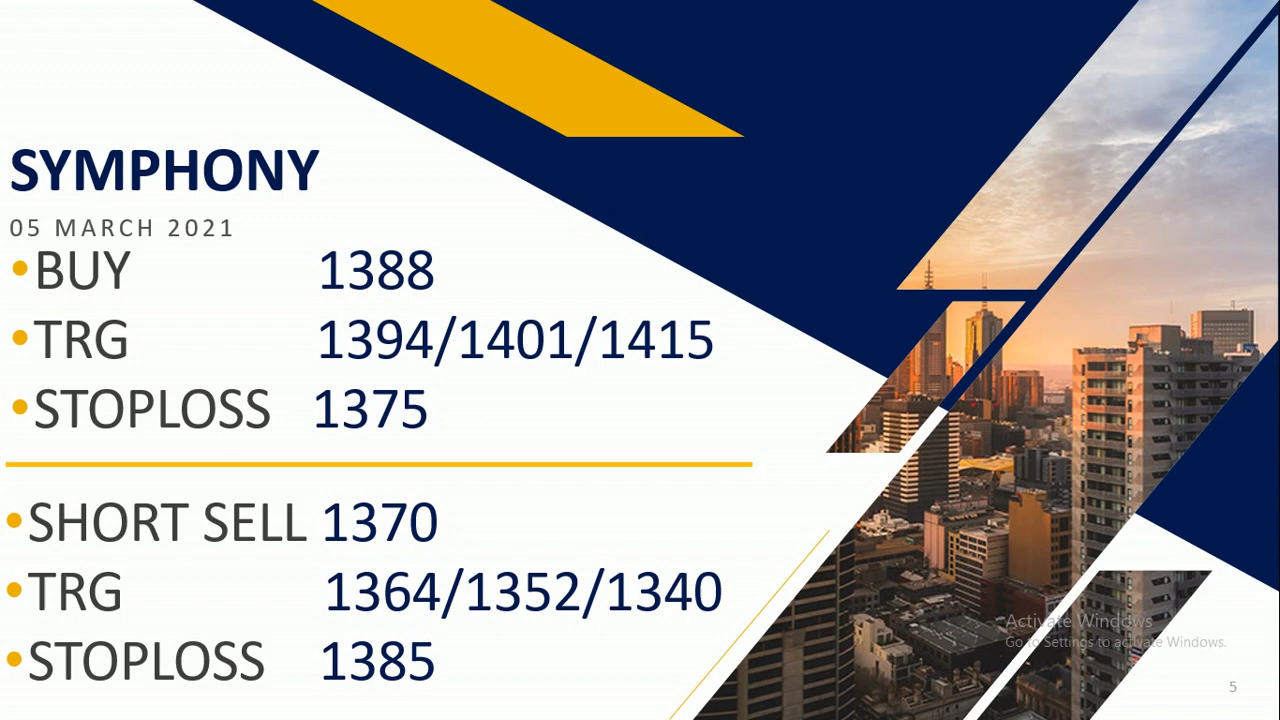 SYMPHONY
05 MARCH 2021
•BUY 1388
•TRG 1394/1401/1415
•STOPLOSS 1375
•SHORT SELL 1370
•TRG 1364/1352/1340
•STOPLOSS 1385
Activate Windows
Go to Settings to activate Windows.
5